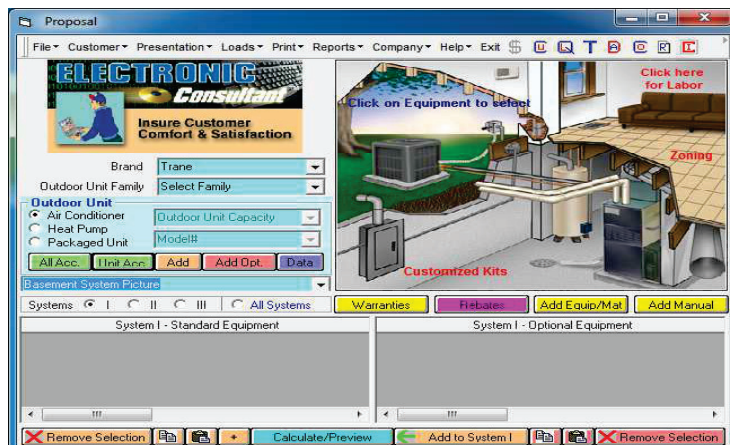 Proposal
File Customer Presentation Loads Print Reports Company Help Exit $ U Q T B C R I
ELECTRONIC
Consultant
Insure Customer
Comfort & Satisfaction
Click on Equipment to select
Click here
for Labor
Zoning
Customized Kits
Brand Trane
Outdoor Unit Family Select Family
Outdoor Unit
Air Conditioner Outdoor Unit Capacity
Heat Pump
Packaged Unit Model#
All Acc. Unit Acc Add Add Opt. Data
Basement System Picture
Systems I II III All Systems Warranties Rebates Add Equip/Mat Add Manual
System I - Standard Equipment System I - Optional Equipment
Remove Selection + Calculate/Preview Add to System I Remove Selection